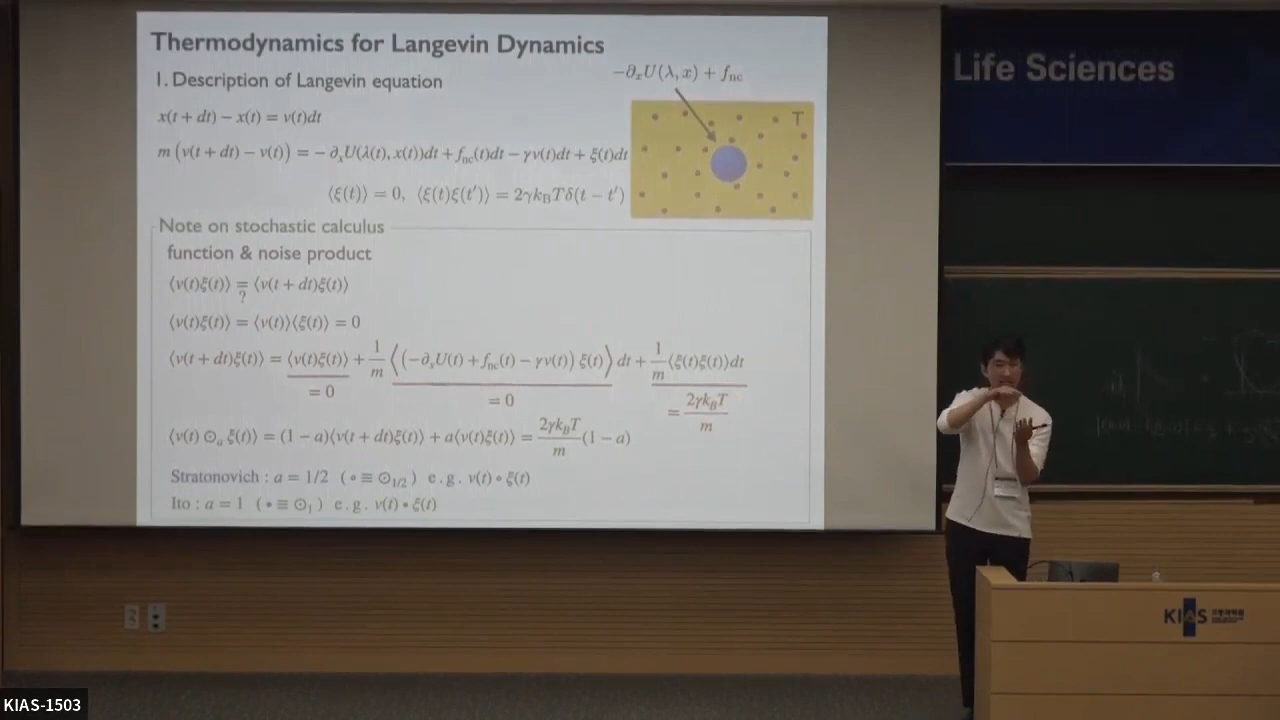 Thermodynamics for Langevin Dynamics
1. Description of Langevin equation
−∂ₓU(λ, x) + f_nc
T
x(t + dt) − x(t) = v(t)dt
m (v(t + dt) − v(t)) = − ∂ₓU(λ(t), x(t))dt + f_nc(t)dt − γv(t)dt + ξ(t)dt
⟨ξ(t)⟩ = 0, ⟨ξ(t)ξ(t′)⟩ = 2γk_BTδ(t − t′)
Note on stochastic calculus
function & noise product
⟨v(t)ξ(t)⟩ =_? ⟨v(t + dt)ξ(t)⟩
⟨v(t)ξ(t)⟩ = ⟨v(t)⟩⟨ξ(t)⟩ = 0
⟨v(t + dt)ξ(t)⟩ = ⟨v(t)ξ(t)⟩ + 1/m ⟨(−∂ₓU(t) + f_nc(t) − γv(t)) ξ(t)⟩ dt + 1/m ⟨ξ(t)ξ(t)⟩dt
= 0
= 0
= 2γk_BT/m
⟨v(t) ⊙_a ξ(t)⟩ = (1 − a)⟨v(t + dt)ξ(t)⟩ + a⟨v(t)ξ(t)⟩ = 2γk_BT/m (1 − a)
Stratonovich : a = 1/2 ( ∘ ≡ ⊙_1/2 ) e.g. v(t) ∘ ξ(t)
Ito : a = 1 ( • ≡ ⊙_1 ) e.g. v(t) • ξ(t)
Life Sciences
KIAS
KIAS-1503